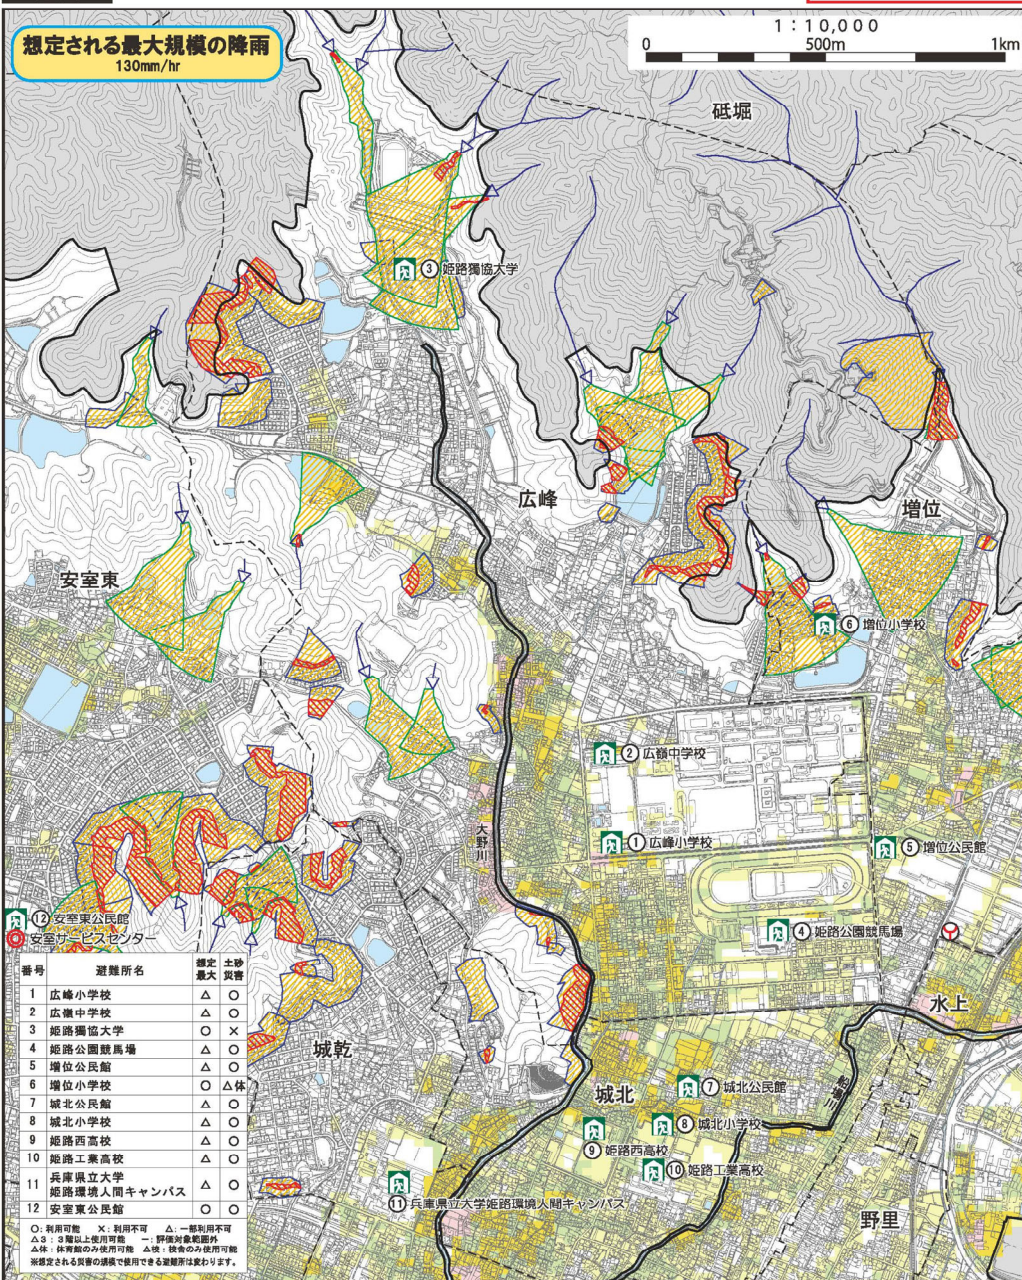 想定される最大規模の降雨
130mm/hr
1:10,000
0 500m 1km
砥堀
③ 姫路獨協大学
広峰
増位
安室東
⑥ 増位小学校
② 広嶺中学校
大野川
① 広峰小学校
⑤ 増位公民館
⑫ 安室東公民館
安室サービスセンター
④ 姫路公園競馬場
水上
城乾
城北
⑦ 城北公民館
船場川
⑧ 城北小学校
⑨ 姫路西高校
⑩ 姫路工業高校
⑪ 兵庫県立大学姫路環境人間キャンパス
野里
番号 避難所名 想定最大 土砂災害
1 広峰小学校 △ ○
2 広嶺中学校 △ ○
3 姫路獨協大学 ○ ×
4 姫路公園競馬場 △ ○
5 増位公民館 △ ○
6 増位小学校 ○ △体
7 城北公民館 △ ○
8 城北小学校 △ ○
9 姫路西高校 △ ○
10 姫路工業高校 △ ○
11 兵庫県立大学
姫路環境人間キャンパス △ ○
12 安室東公民館 ○ ○
○:利用可能 ×:利用不可 △:一部利用不可
△3:3階以上使用可能 ー:評価対象範囲外
△体:体育館のみ使用可能 △校:校舎のみ使用可能
※想定される災害の規模で使用できる避難所は変わります。